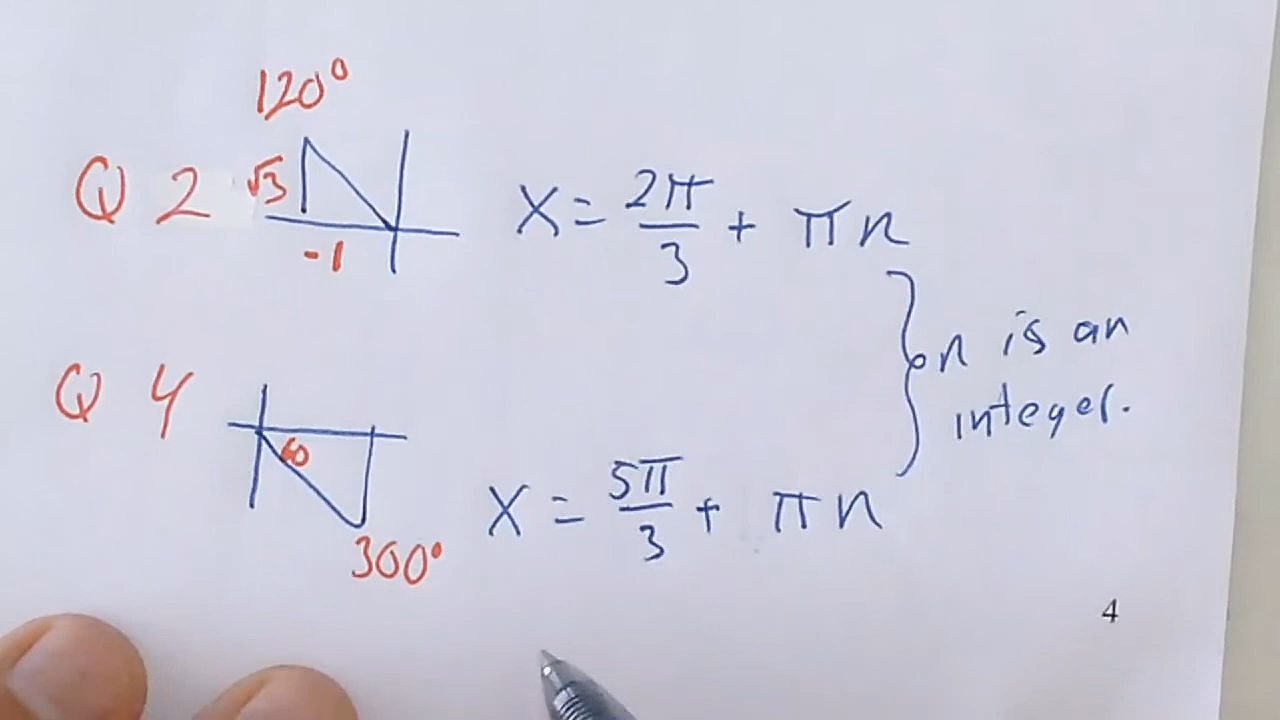 120°
Q 2
√3
-1
X = 2π/3 + πn
n is an
integer.
Q 4
60
300°
X = 5π/3 + πn
4